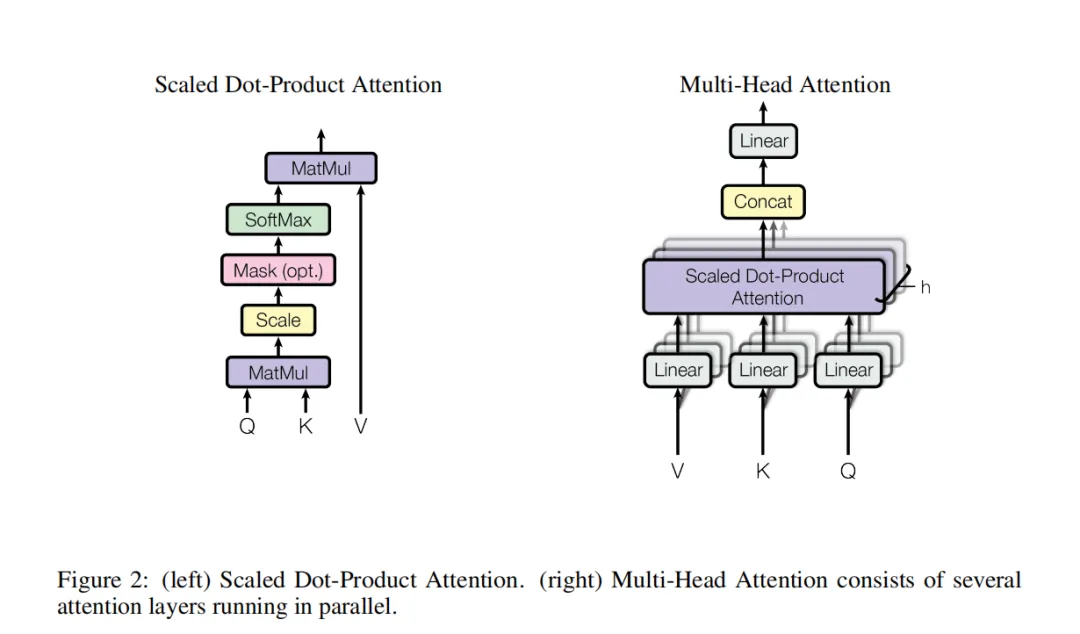 Scaled Dot-Product Attention
MatMul
SoftMax
Mask (opt.)
Scale
MatMul
Q K V
Multi-Head Attention
Linear
Concat
Scaled Dot-Product
Attention
h
Linear Linear Linear
V K Q
Figure 2: (left) Scaled Dot-Product Attention. (right) Multi-Head Attention consists of several
attention layers running in parallel.